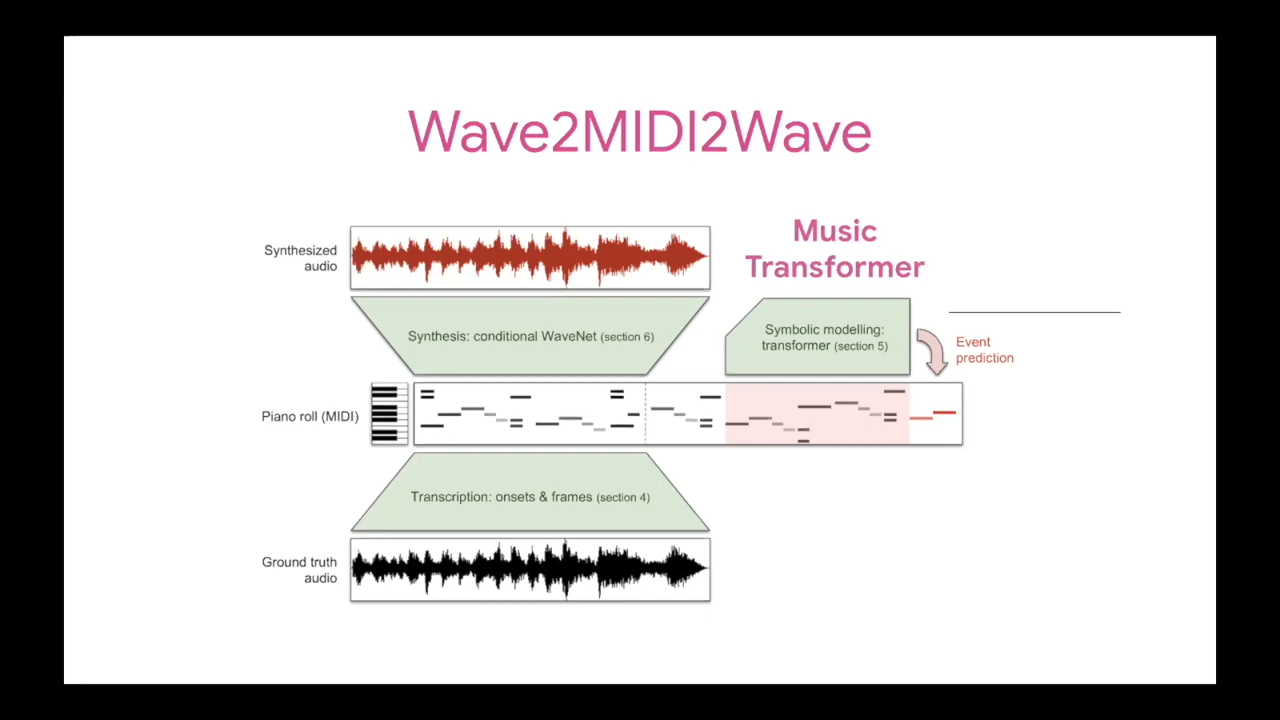 Wave2MIDI2Wave
Synthesized
audio
Music
Transformer
Synthesis: conditional WaveNet (section 6)
Symbolic modelling:
transformer (section 5)
Event
prediction
Piano roll (MIDI)
Transcription: onsets & frames (section 4)
Ground truth
audio